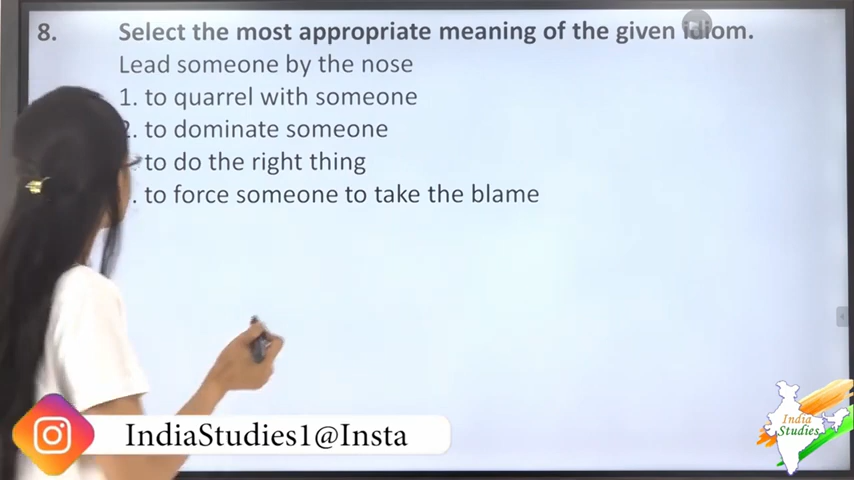 8. Select the most appropriate meaning of the given idiom.
Lead someone by the nose
1. to quarrel with someone
2. to dominate someone
to do the right thing
. to force someone to take the blame
IndiaStudies1@Insta
India
Studies